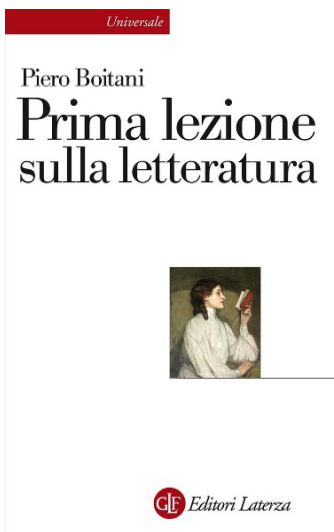 Universale
Piero Boitani
Prima lezione
sulla letteratura
GLF Editori Laterza